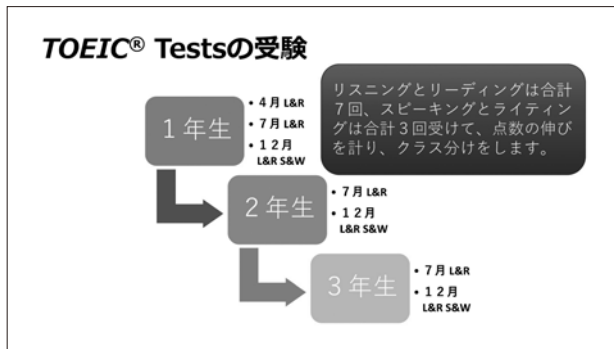 TOEIC® Testsの受験
リスニングとリーディングは合計
7回、スピーキングとライティン
グは合計3回受けて、点数の伸び
を計り、クラス分けをします。
1年生
• 4月 L&R
• 7月 L&R
• 12月
L&R S&W
2年生
• 7月 L&R
• 12月
L&R S&W
3年生
• 7月 L&R
• 12月
L&R S&W